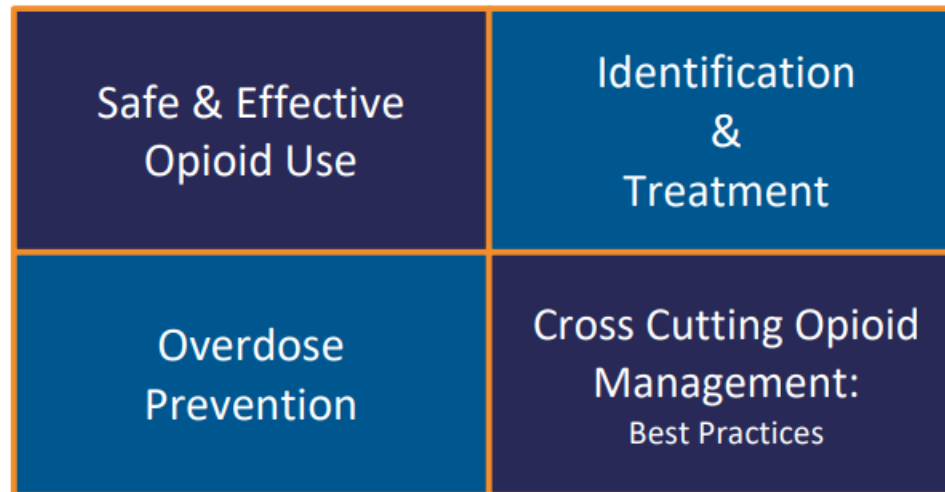 Safe & Effective
Opioid Use
Identification
&
Treatment
Overdose
Prevention
Cross Cutting Opioid
Management:
Best Practices